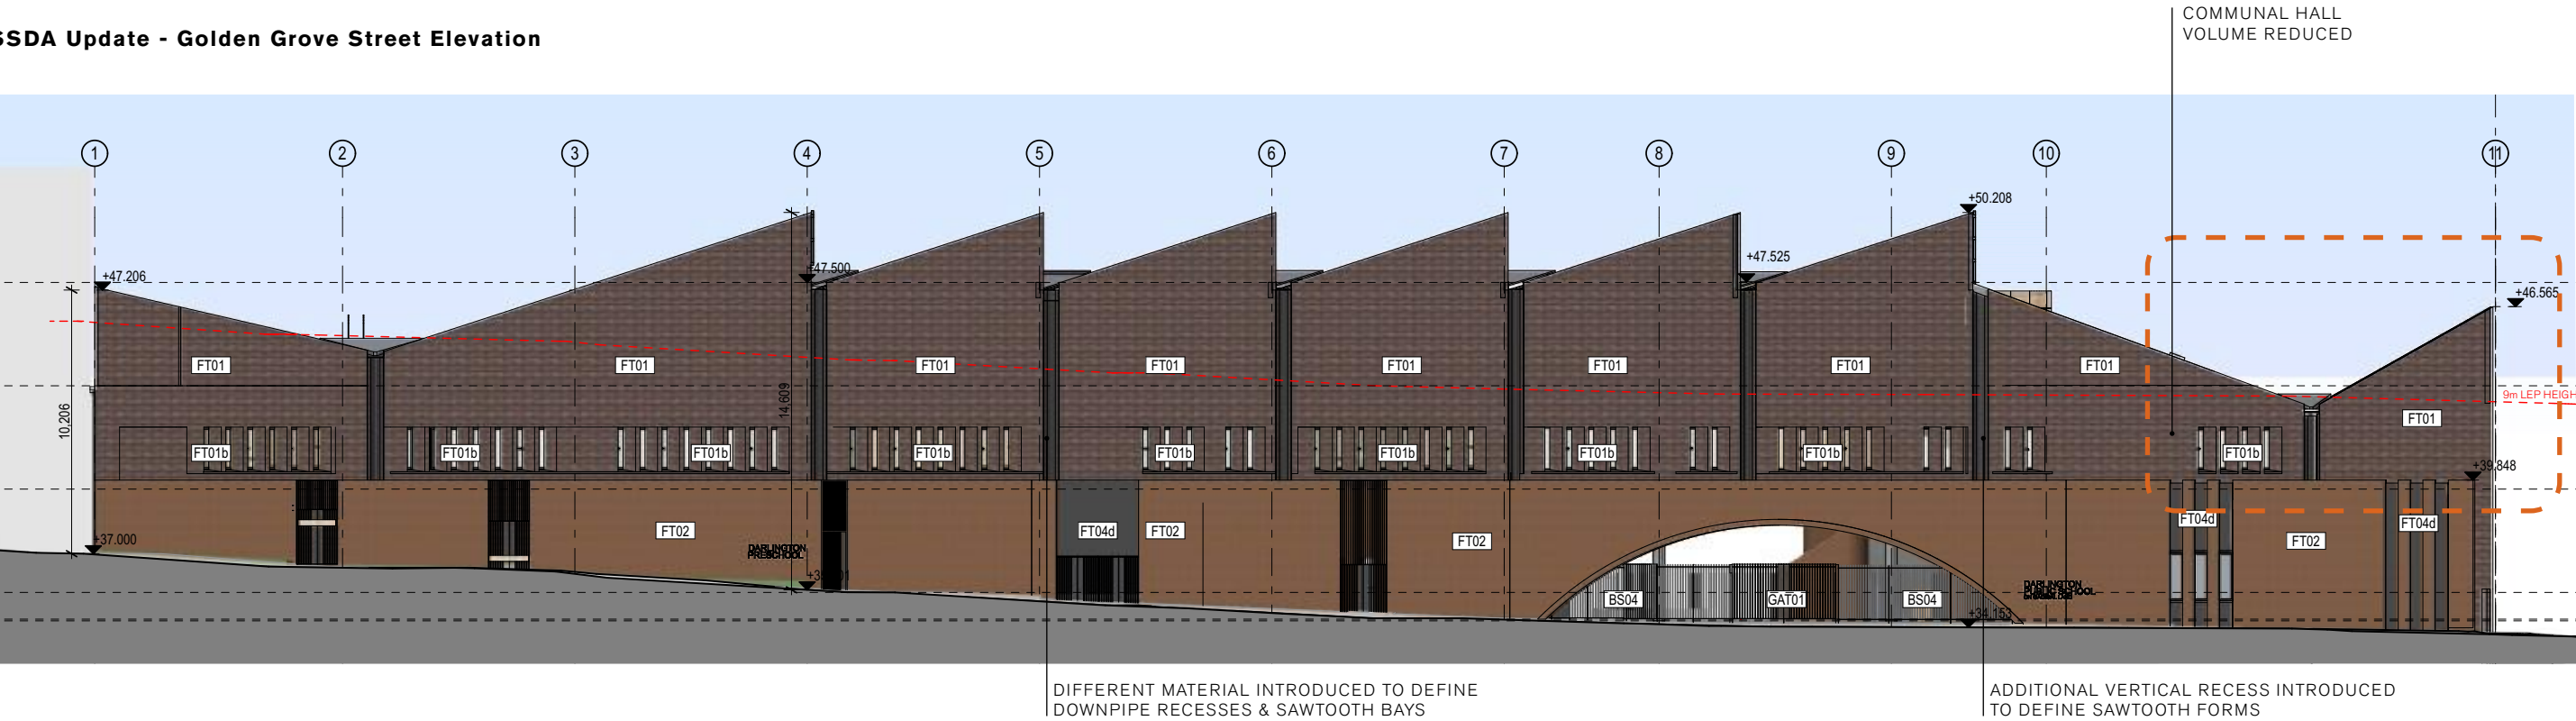 SSDA Update - Golden Grove Street Elevation
COMMUNAL HALL
VOLUME REDUCED
1 2 3 4 5 6 7 8 9 10 11
+50.208
+47.206
+47.500
+47.525
+46.565
FT01 FT01 FT01 FT01 FT01 FT01 FT01 FT01
9m LEP HEIGH
10,206
14.609
FT01
FT01b FT01b FT01b FT01b FT01b FT01b FT01b FT01b FT01b
+39.848
FT02 FT04d FT02 FT02 FT04d FT02 FT04d
+37.000
DARLINGTON
PRESCHOOL
BS04 GAT01 BS04
DARLINGTON
PUBLIC SCHOOL
+34.153
DIFFERENT MATERIAL INTRODUCED TO DEFINE
DOWNPIPE RECESSES & SAWTOOTH BAYS
ADDITIONAL VERTICAL RECESS INTRODUCED
TO DEFINE SAWTOOTH FORMS